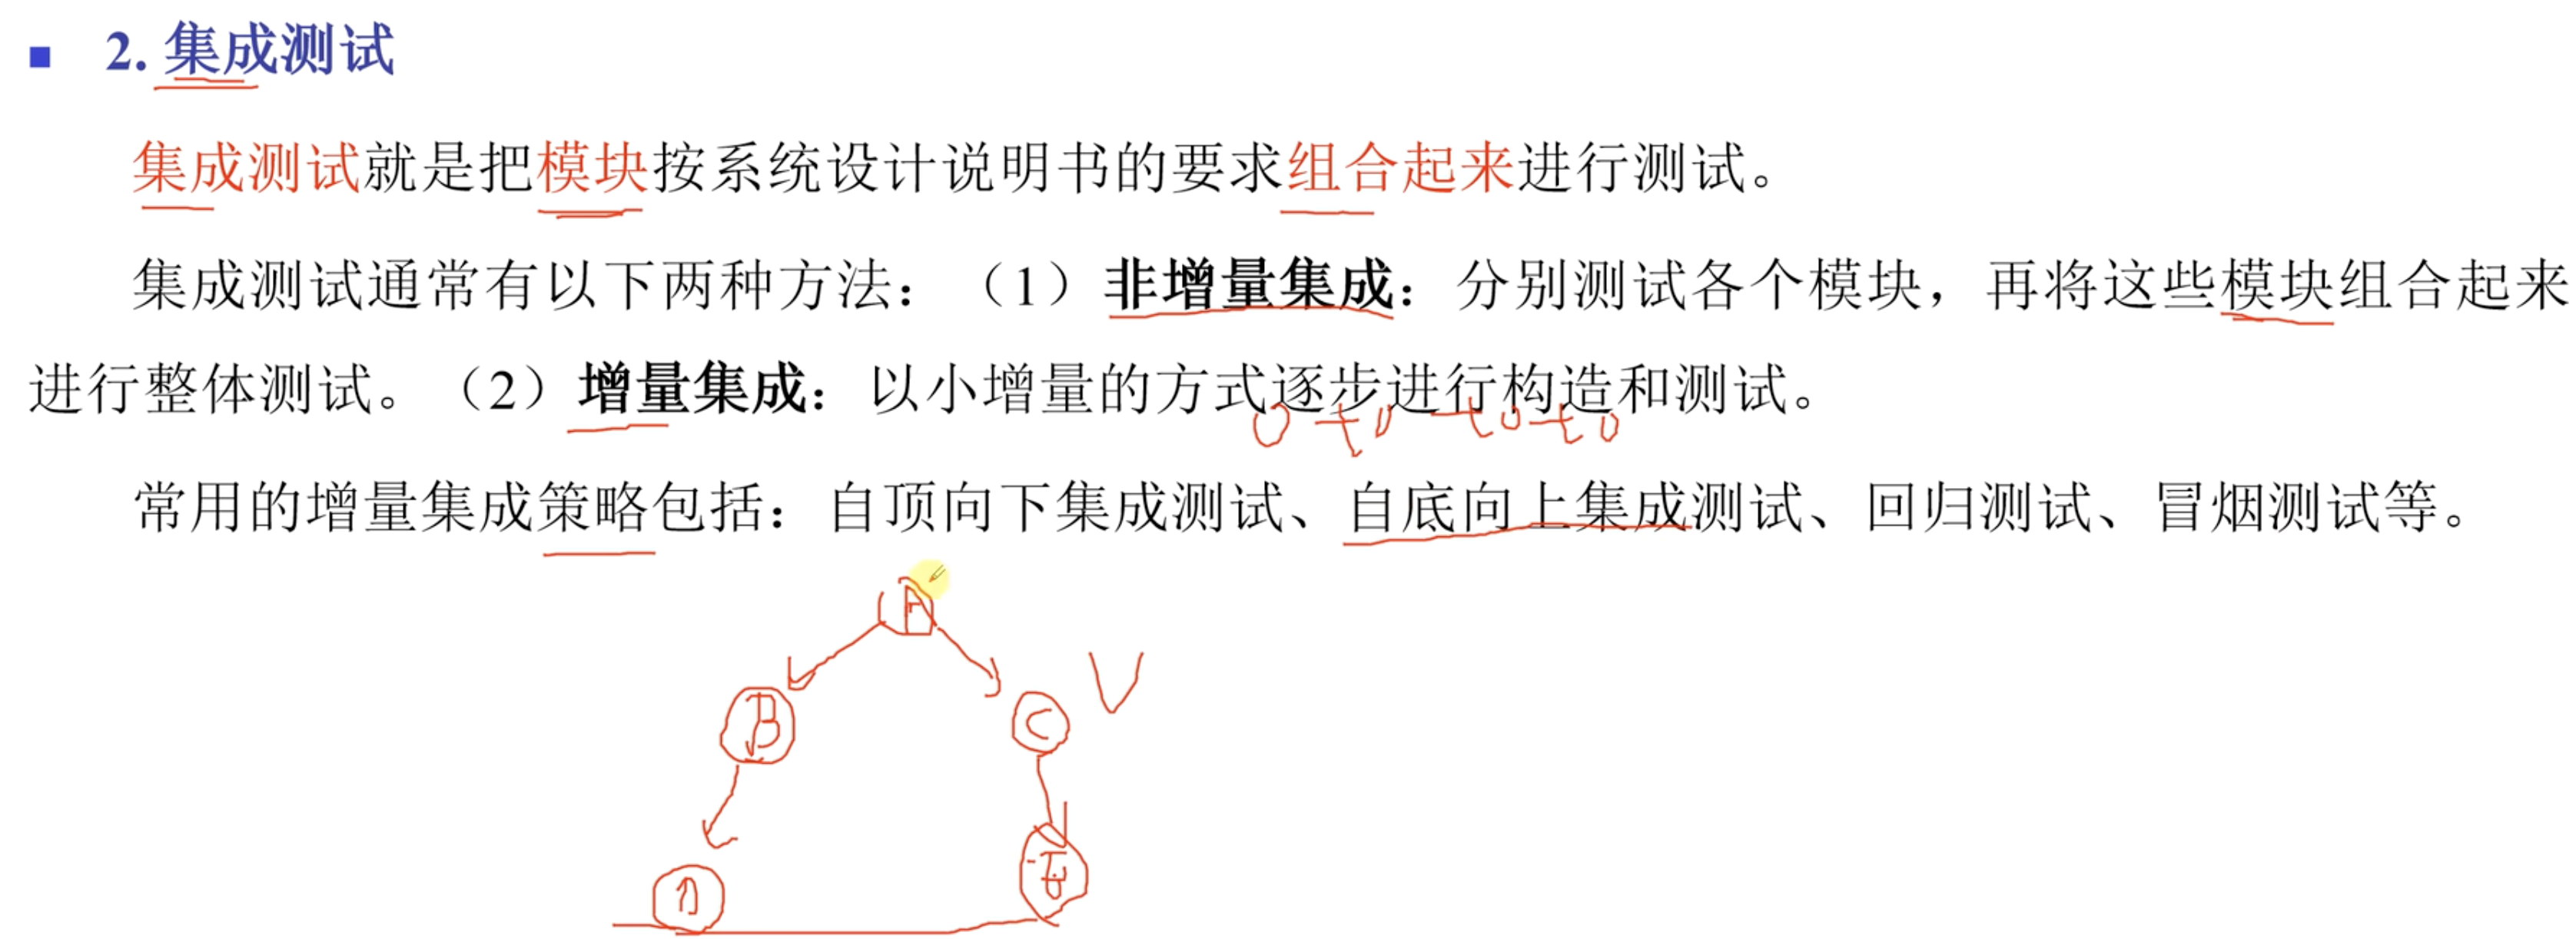 2. 集成测试
集成测试就是把模块按系统设计说明书的要求组合起来进行测试。
集成测试通常有以下两种方法：（1）非增量集成：分别测试各个模块，再将这些模块组合起来
进行整体测试。（2）增量集成：以小增量的方式逐步进行构造和测试。
常用的增量集成策略包括：自顶向下集成测试、自底向上集成测试、回归测试、冒烟测试等。
A
B
C
D
E